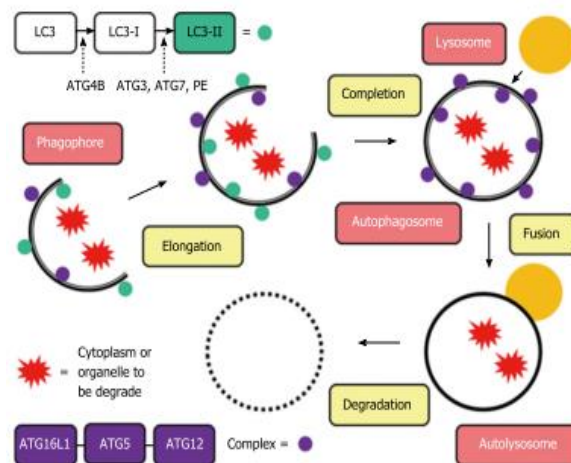 LC3 LC3-I LC3-II =
ATG4B ATG3, ATG7, PE
Lysosome
Completion
Phagophore
Autophagosome
Elongation
Fusion
= Cytoplasm or
organelle to
be degrade
Degradation
ATG16L1 ATG5 ATG12 Complex =
Autolysosome